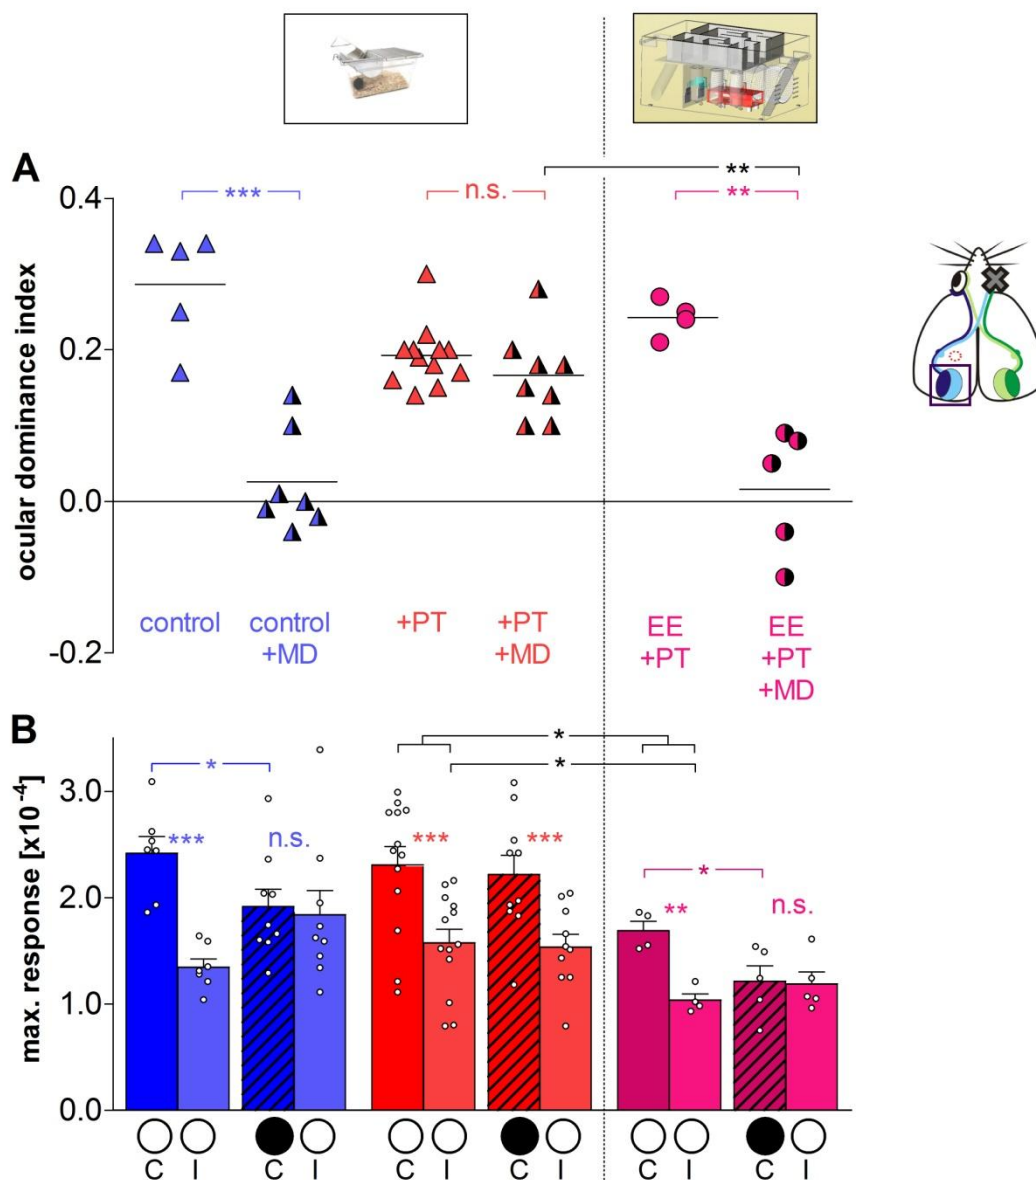 A
ocular dominance index
0.4
0.2
0.0
-0.2
***
n.s.
**
**
control
control
+MD
+PT
+PT
+MD
EE
+PT
EE
+PT
+MD
B
max. response [x10⁻⁴]
3.0
2.0
1.0
0.0
*
*
*
***
n.s.
***
***
*
**
n.s.
C I C I C I C I C I C I